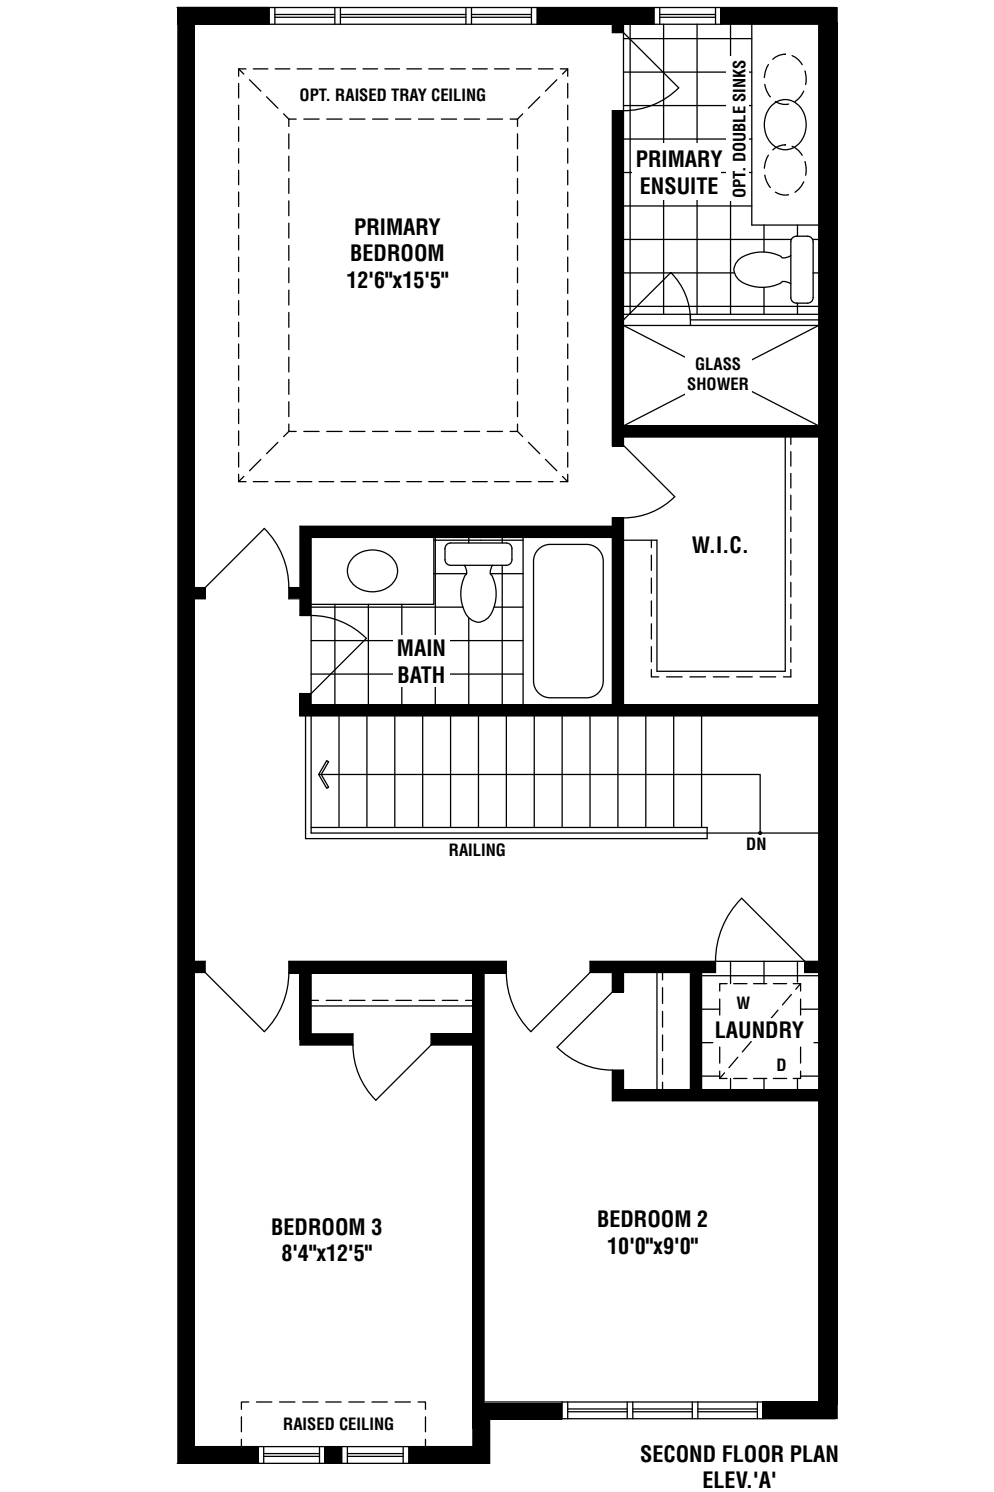 OPT. RAISED TRAY CEILING
OPT. DOUBLE SINKS
PRIMARY
ENSUITE
PRIMARY
BEDROOM
12'6"x15'5"
GLASS
SHOWER
W.I.C.
MAIN
BATH
RAILING
DN
W
LAUNDRY
D
BEDROOM 3
8'4"x12'5"
BEDROOM 2
10'0"x9'0"
RAISED CEILING
SECOND FLOOR PLAN
ELEV.'A'